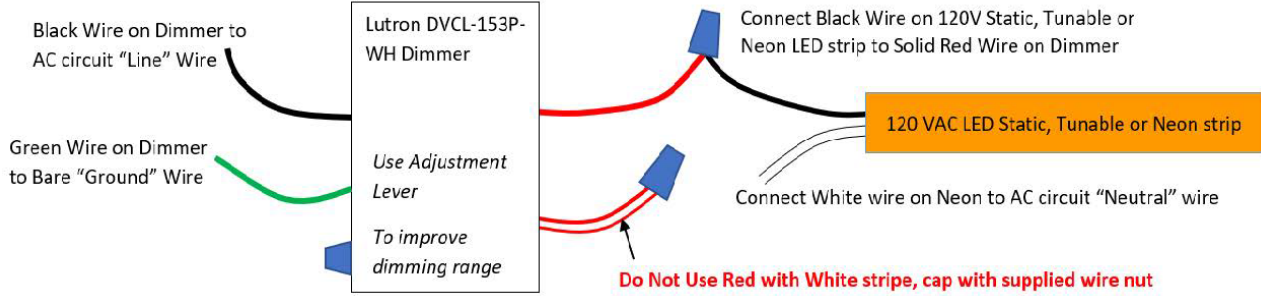 Black Wire on Dimmer to
AC circuit “Line” Wire
Green Wire on Dimmer
to Bare “Ground” Wire
Lutron DVCL-153P-
WH Dimmer
Use Adjustment
Lever
To improve
dimming range
Connect Black Wire on 120V Static, Tunable or
Neon LED strip to Solid Red Wire on Dimmer
120 VAC LED Static, Tunable or Neon strip
Connect White wire on Neon to AC circuit “Neutral” wire
Do Not Use Red with White stripe, cap with supplied wire nut